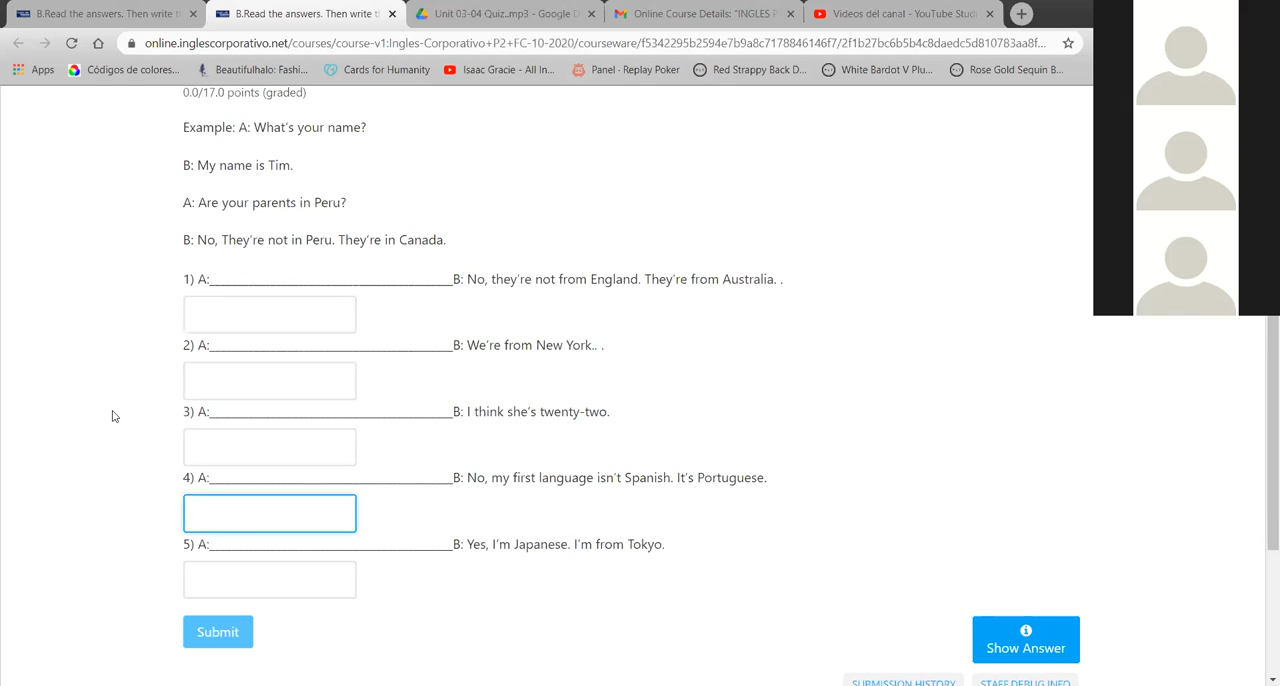 B.Read the answers. Then write t
B.Read the answers. Then write t
Unit 03-04 Quiz..mp3 - Google D
Online Course Details: "INGLES P
Videos del canal - YouTube Stud
online.inglescorporativo.net/courses/course-v1:Ingles-Corporativo+P2+FC-10-2020/courseware/f5342295b2594e7b9a8c7178846146f7/2f1b27bc6b5b4c8daedc5d810783aa8f...
Apps
Códigos de colores...
Beautifulhalo: Fashi...
Cards for Humanity
Isaac Gracie - All In...
Panel · Replay Poker
Red Strappy Back D...
White Bardot V Plu...
Rose Gold Sequin B...
0.0/17.0 points (graded)
Example: A: What's your name?
B: My name is Tim.
A: Are your parents in Peru?
B: No, They're not in Peru. They're in Canada.
1) A:___________________________________B: No, they're not from England. They're from Australia. .
2) A:___________________________________B: We're from New York.. .
3) A:___________________________________B: I think she's twenty-two.
4) A:___________________________________B: No, my first language isn't Spanish. It's Portuguese.
5) A:___________________________________B: Yes, I'm Japanese. I'm from Tokyo.
Submit
Show Answer
SUBMISSION HISTORY
STAFF DEBUG INFO